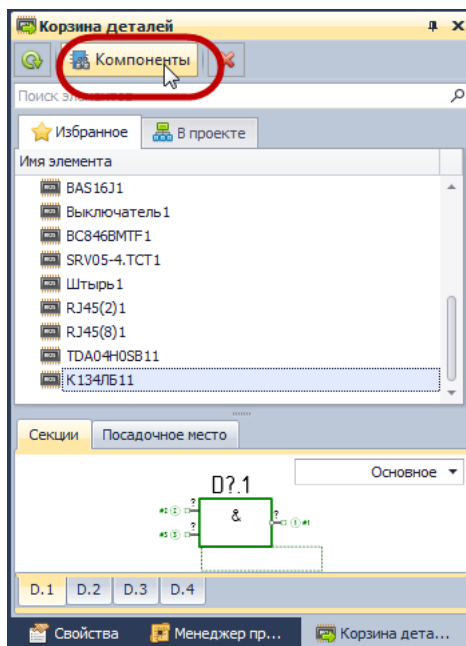 Корзина деталей
Компоненты
Поиск
Избранное
В проекте
Имя элемента
BAS16J1
Выключатель1
BC846BMTF1
SRV05-4.TCT1
Штырь1
RJ45(2)1
RJ45(8)1
TDA04H0SB11
К134ЛБ11
Секции
Посадочное место
Основное
D?.1
&
?
?
?
D.1
D.2
D.3
D.4
Свойства
Менеджер пр...
Корзина дета...